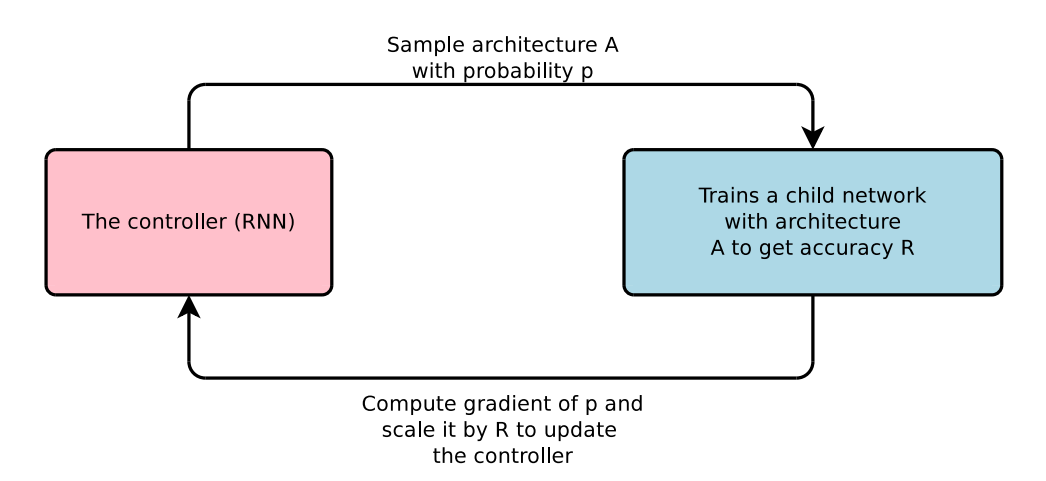 Sample architecture A
with probability p
The controller (RNN)
Trains a child network
with architecture
A to get accuracy R
Compute gradient of p and
scale it by R to update
the controller